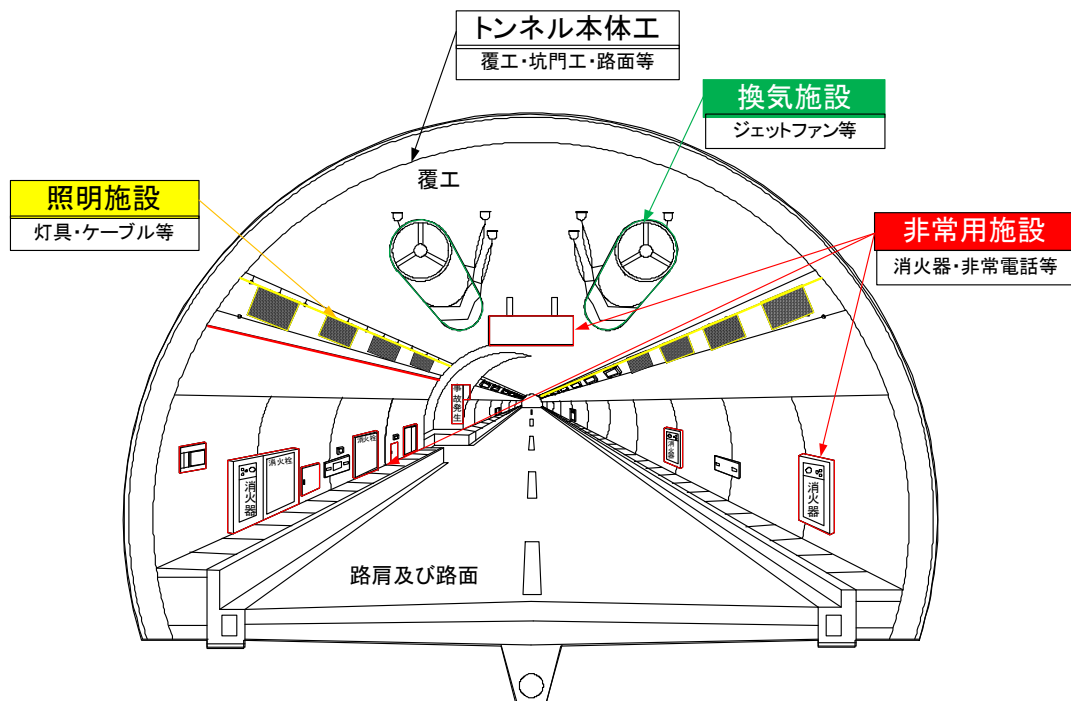 トンネル本体工
覆工・坑門工・路面等
換気施設
ジェットファン等
覆工
照明施設
灯具・ケーブル等
非常用施設
消火器・非常電話等
事故発生
消火栓
消火器
消火栓
消火器
消火器
路肩及び路面